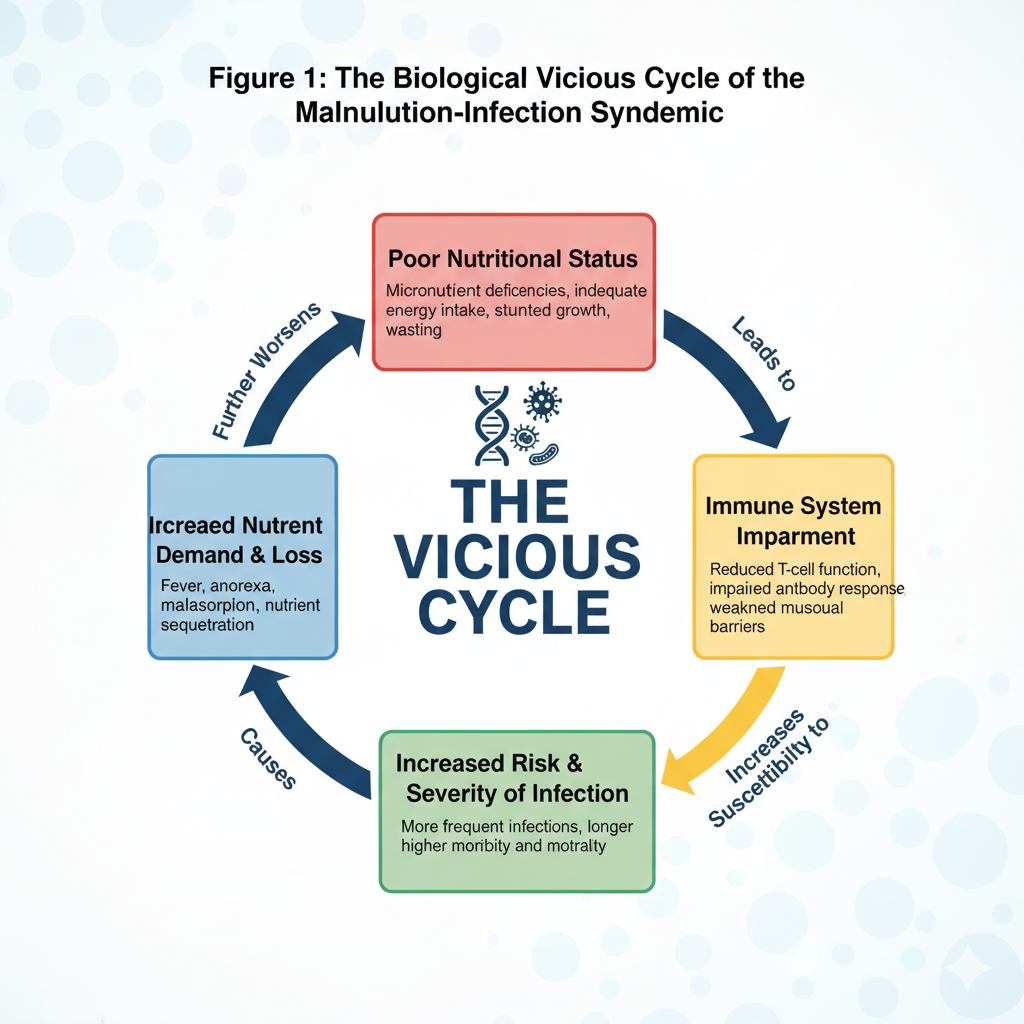 Figure 1: The Biological Vicious Cycle of the
Malnulution-Infection Syndemic
Poor Nutritional Status
Micronutient deficencies, indequate
energy intake, stunted growth,
wasting
Leads to
Immune System
Imparment
Reduced T-cell function,
impaiied antbody response
weakned musoual
barriers
Increases
Suscettibilty to
Increased Risk &
Severity of Infection
More frequent infections, longer
higher moribity and motralty
Causes
Ircreaed Nutrent
Demand & Loss
Fever, anorexa,
malasorpion, nutrient
sequetration
Further Worsens
THE
VICIOUS
CYCLE